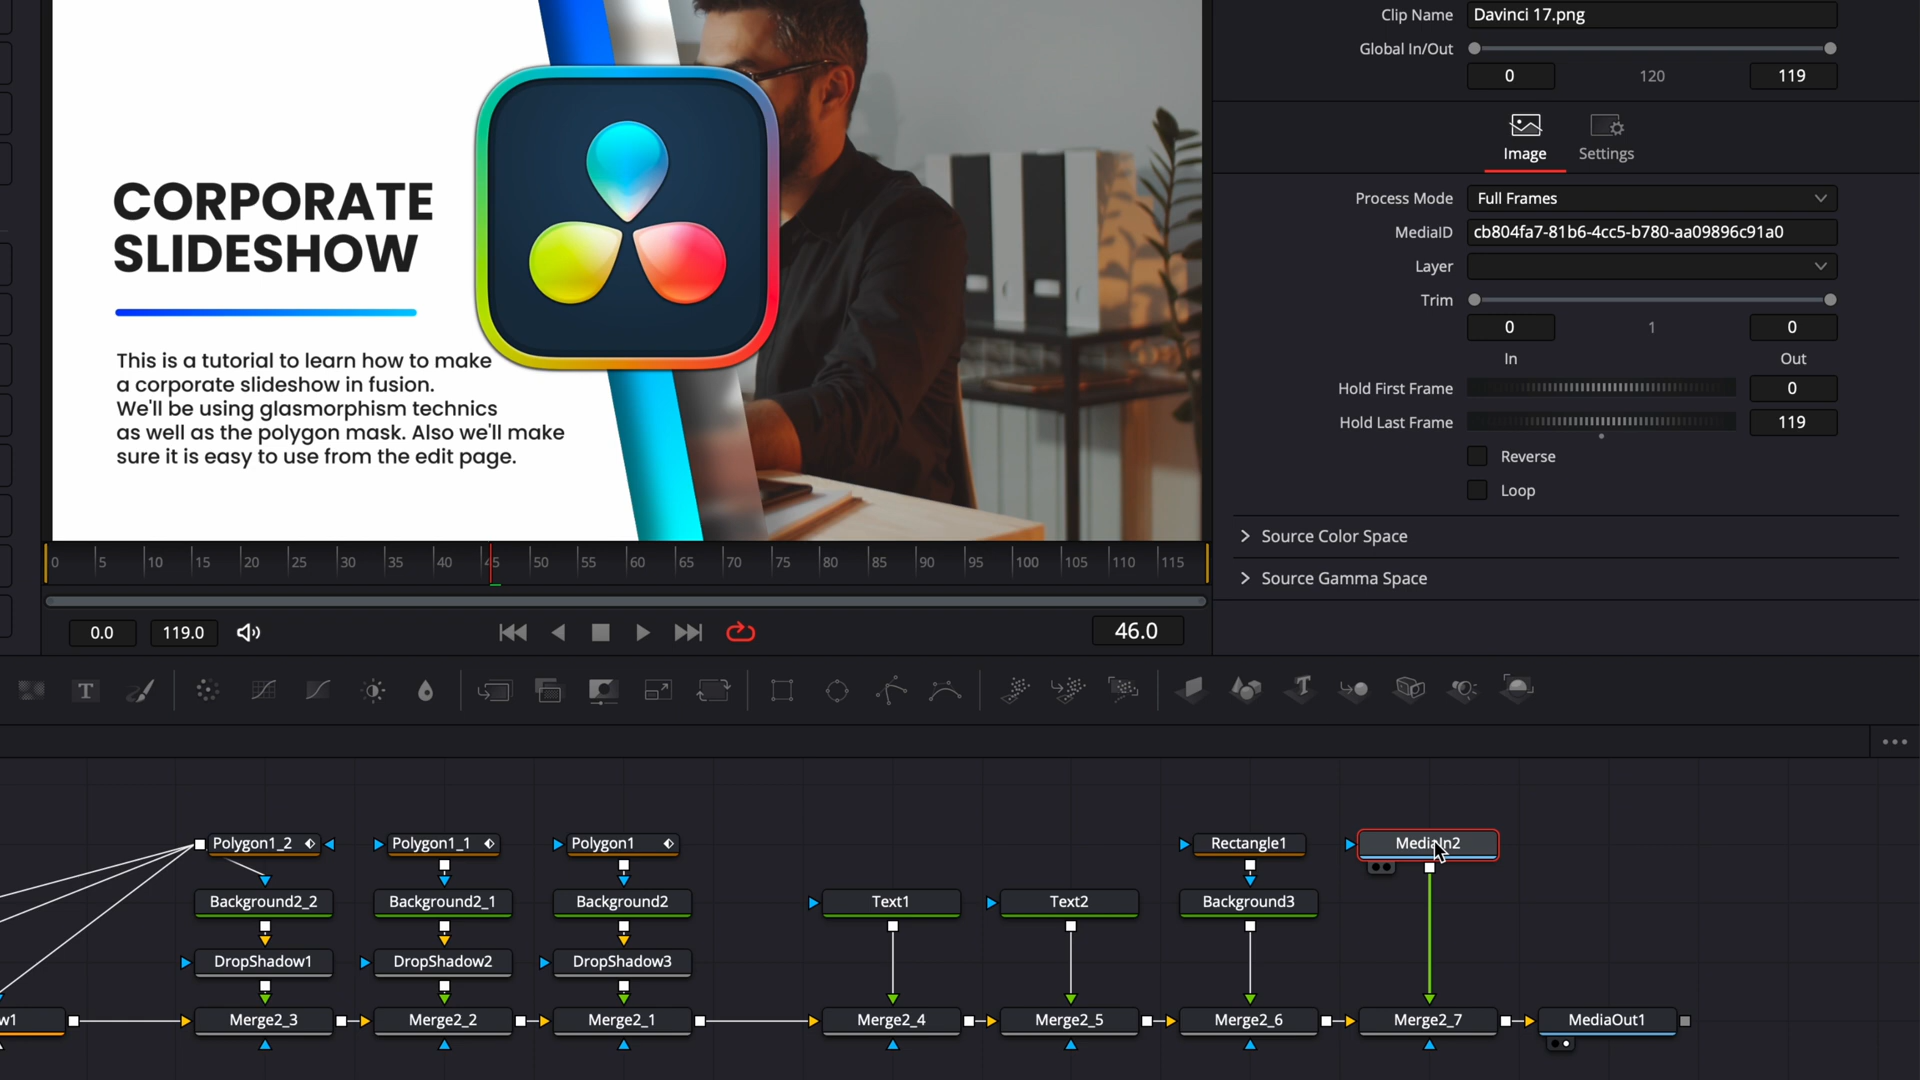 Clip Name Davinci 17.png
Global In/Out
0 120 119
Image Settings
CORPORATE
SLIDESHOW
This is a tutorial to learn how to make
a corporate slideshow in fusion.
We'll be using glasmorphism technics
as well as the polygon mask. Also we'll make
sure it is easy to use from the edit page.
Process Mode Full Frames
MediaID cb804fa7-81b6-4cc5-b780-aa09896c91a0
Layer
Trim
0 1 0
In Out
Hold First Frame 0
Hold Last Frame 119
Reverse
Loop
Source Color Space
Source Gamma Space
0 5 10 15 20 25 30 35 40 45 50 55 60 65 70 75 80 85 90 95 100 105 110 115
0.0 119.0 46.0
T
Polygon1_2 Polygon1_1 Polygon1 Rectangle1 MediaIn2
Background2_2 Background2_1 Background2 Text1 Text2 Background3
DropShadow1 DropShadow2 DropShadow3
w1 Merge2_3 Merge2_2 Merge2_1 Merge2_4 Merge2_5 Merge2_6 Merge2_7 MediaOut1